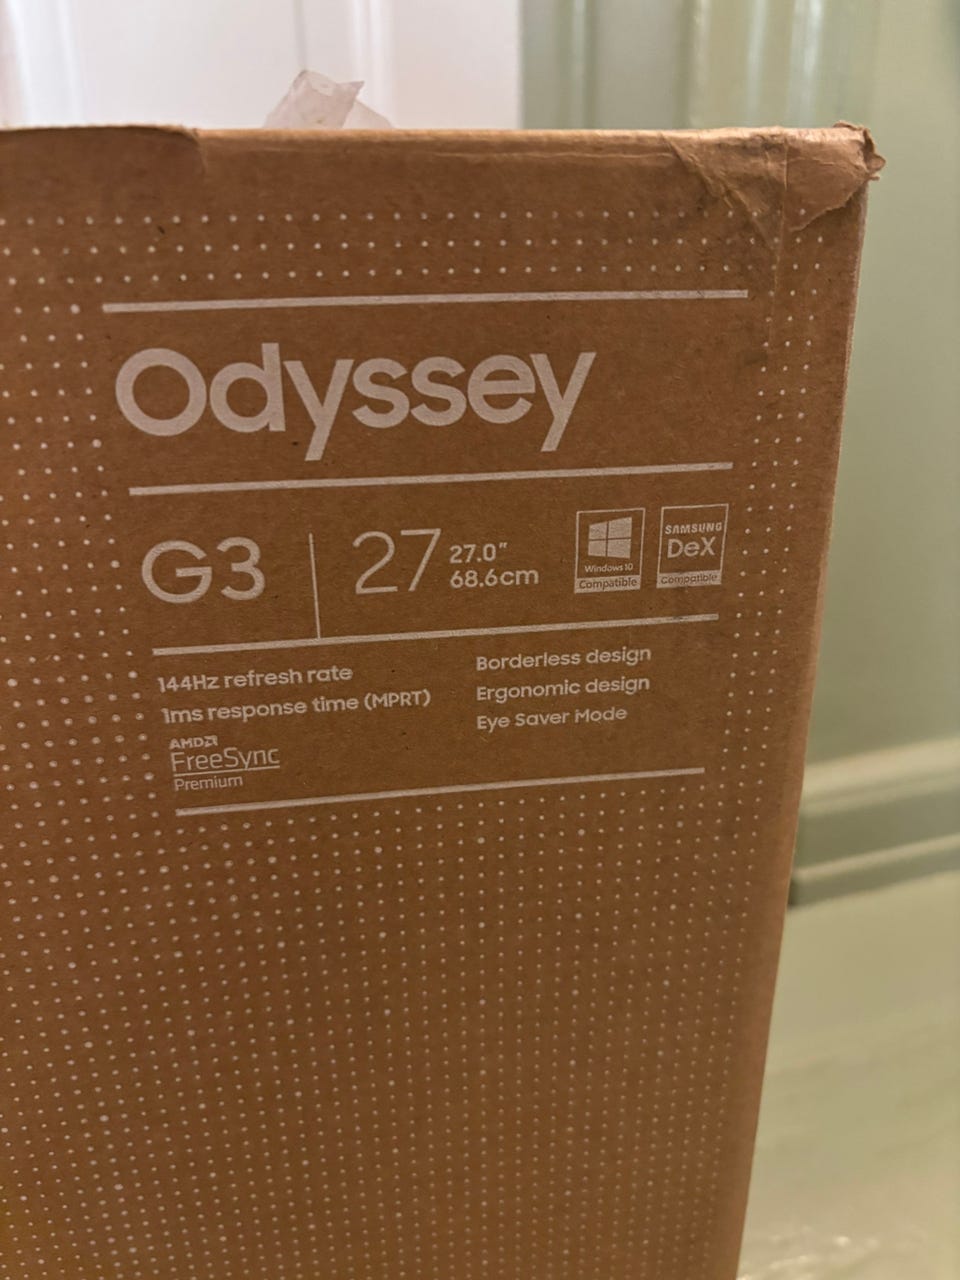 Odyssey
G3 27 27.0"
68.6cm
Windows 10
Compatible
SAMSUNG
DeX
Compatible
144Hz refresh rate
1ms response time (MPRT)
AMD
FreeSync
Premium
Borderless design
Ergonomic design
Eye Saver Mode